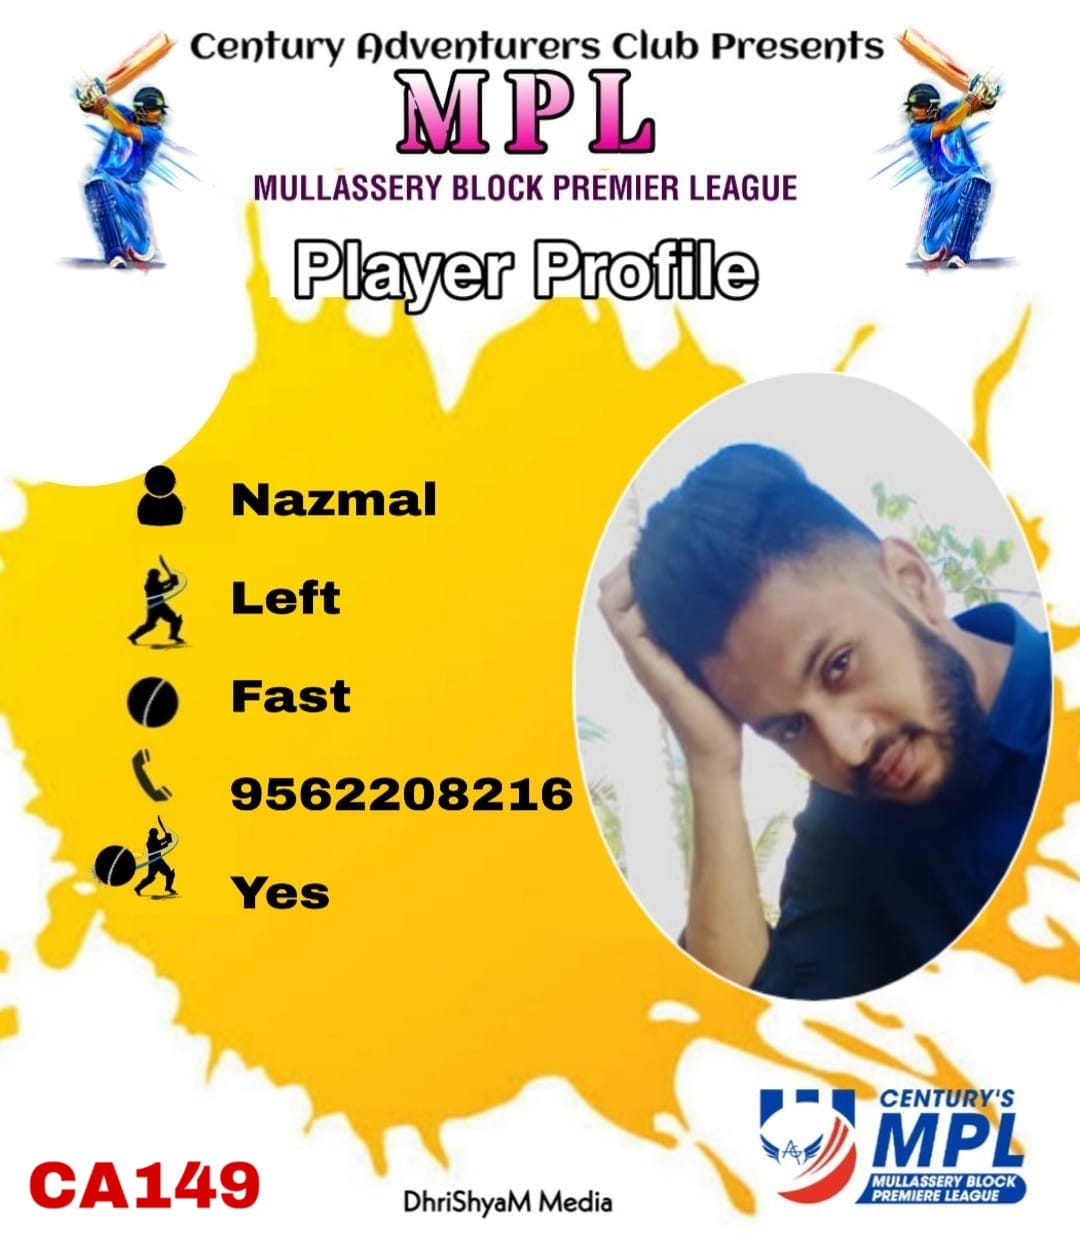 Century Adventurers Club Presents
MPL
MULLASSERY BLOCK PREMIER LEAGUE
Player Profile
Nazmal
Left
Fast
9562208216
Yes
CA149
DhriShyaM Media
CENTURY'S
MPL
MULLASSERY BLOCK
PREMIERE LEAGUE